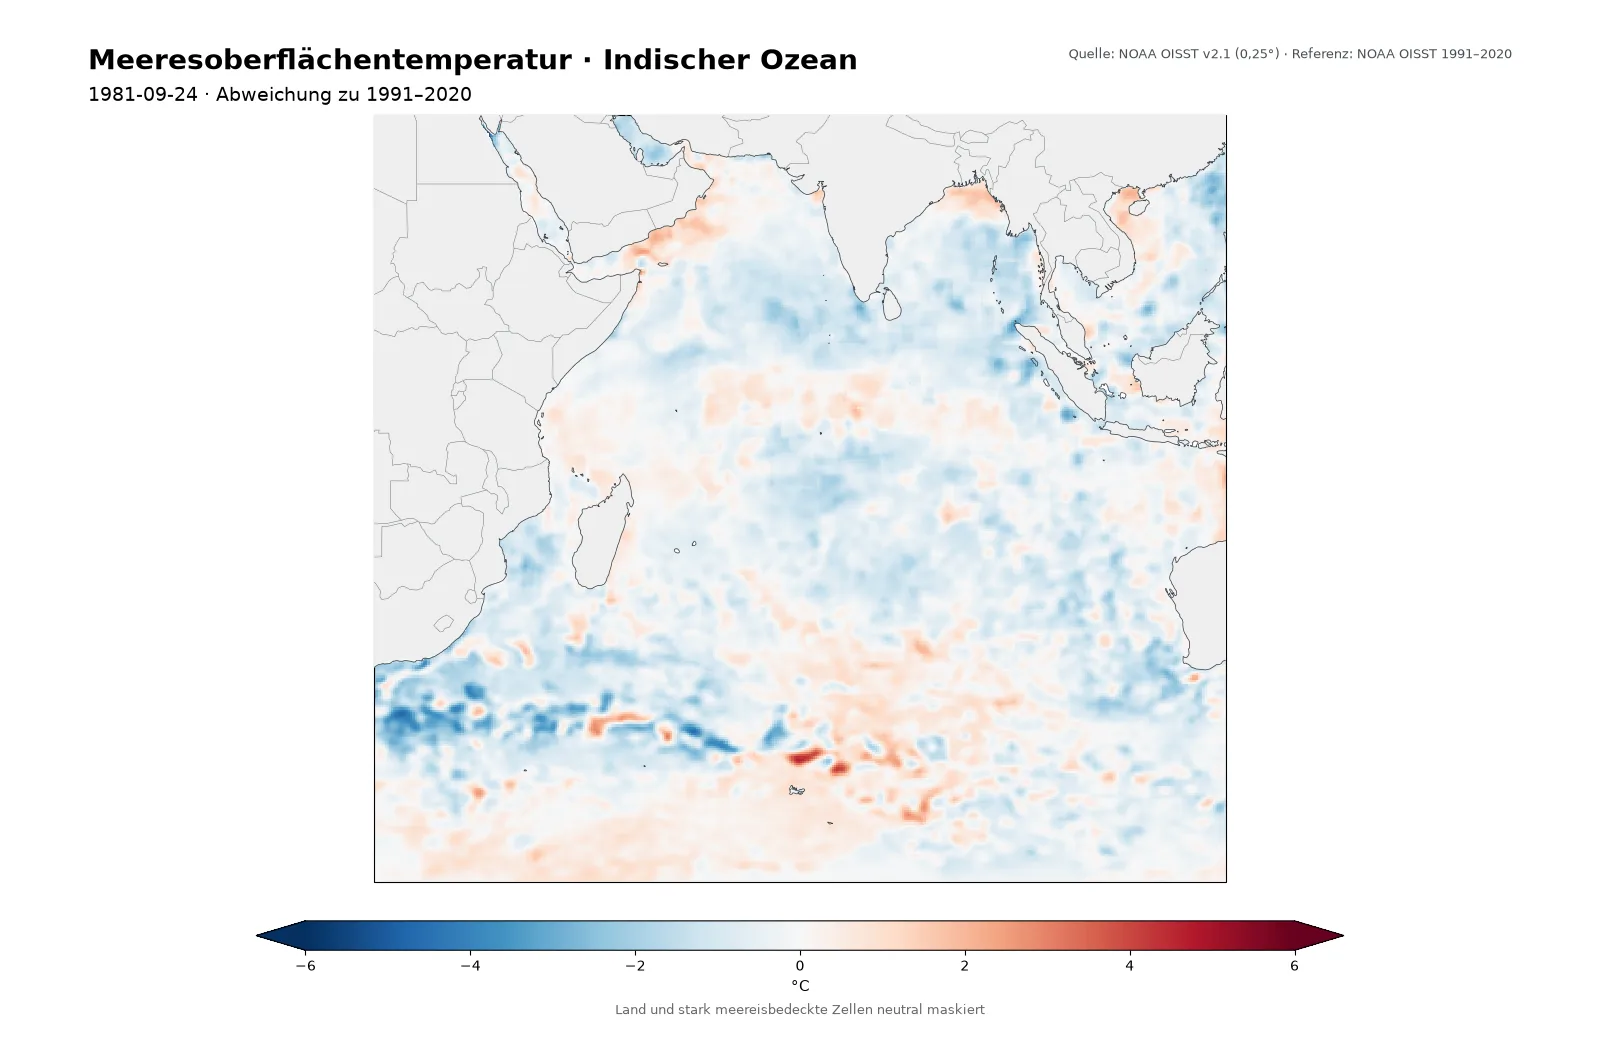 Meeresoberflächentemperatur · Indischer Ozean
Quelle: NOAA OISST v2.1 (0,25°) · Referenz: NOAA OISST 1991–2020
1981-09-24 · Abweichung zu 1991–2020
−6 −4 −2 0 2 4 6
°C
Land und stark meereisbedeckte Zellen neutral maskiert